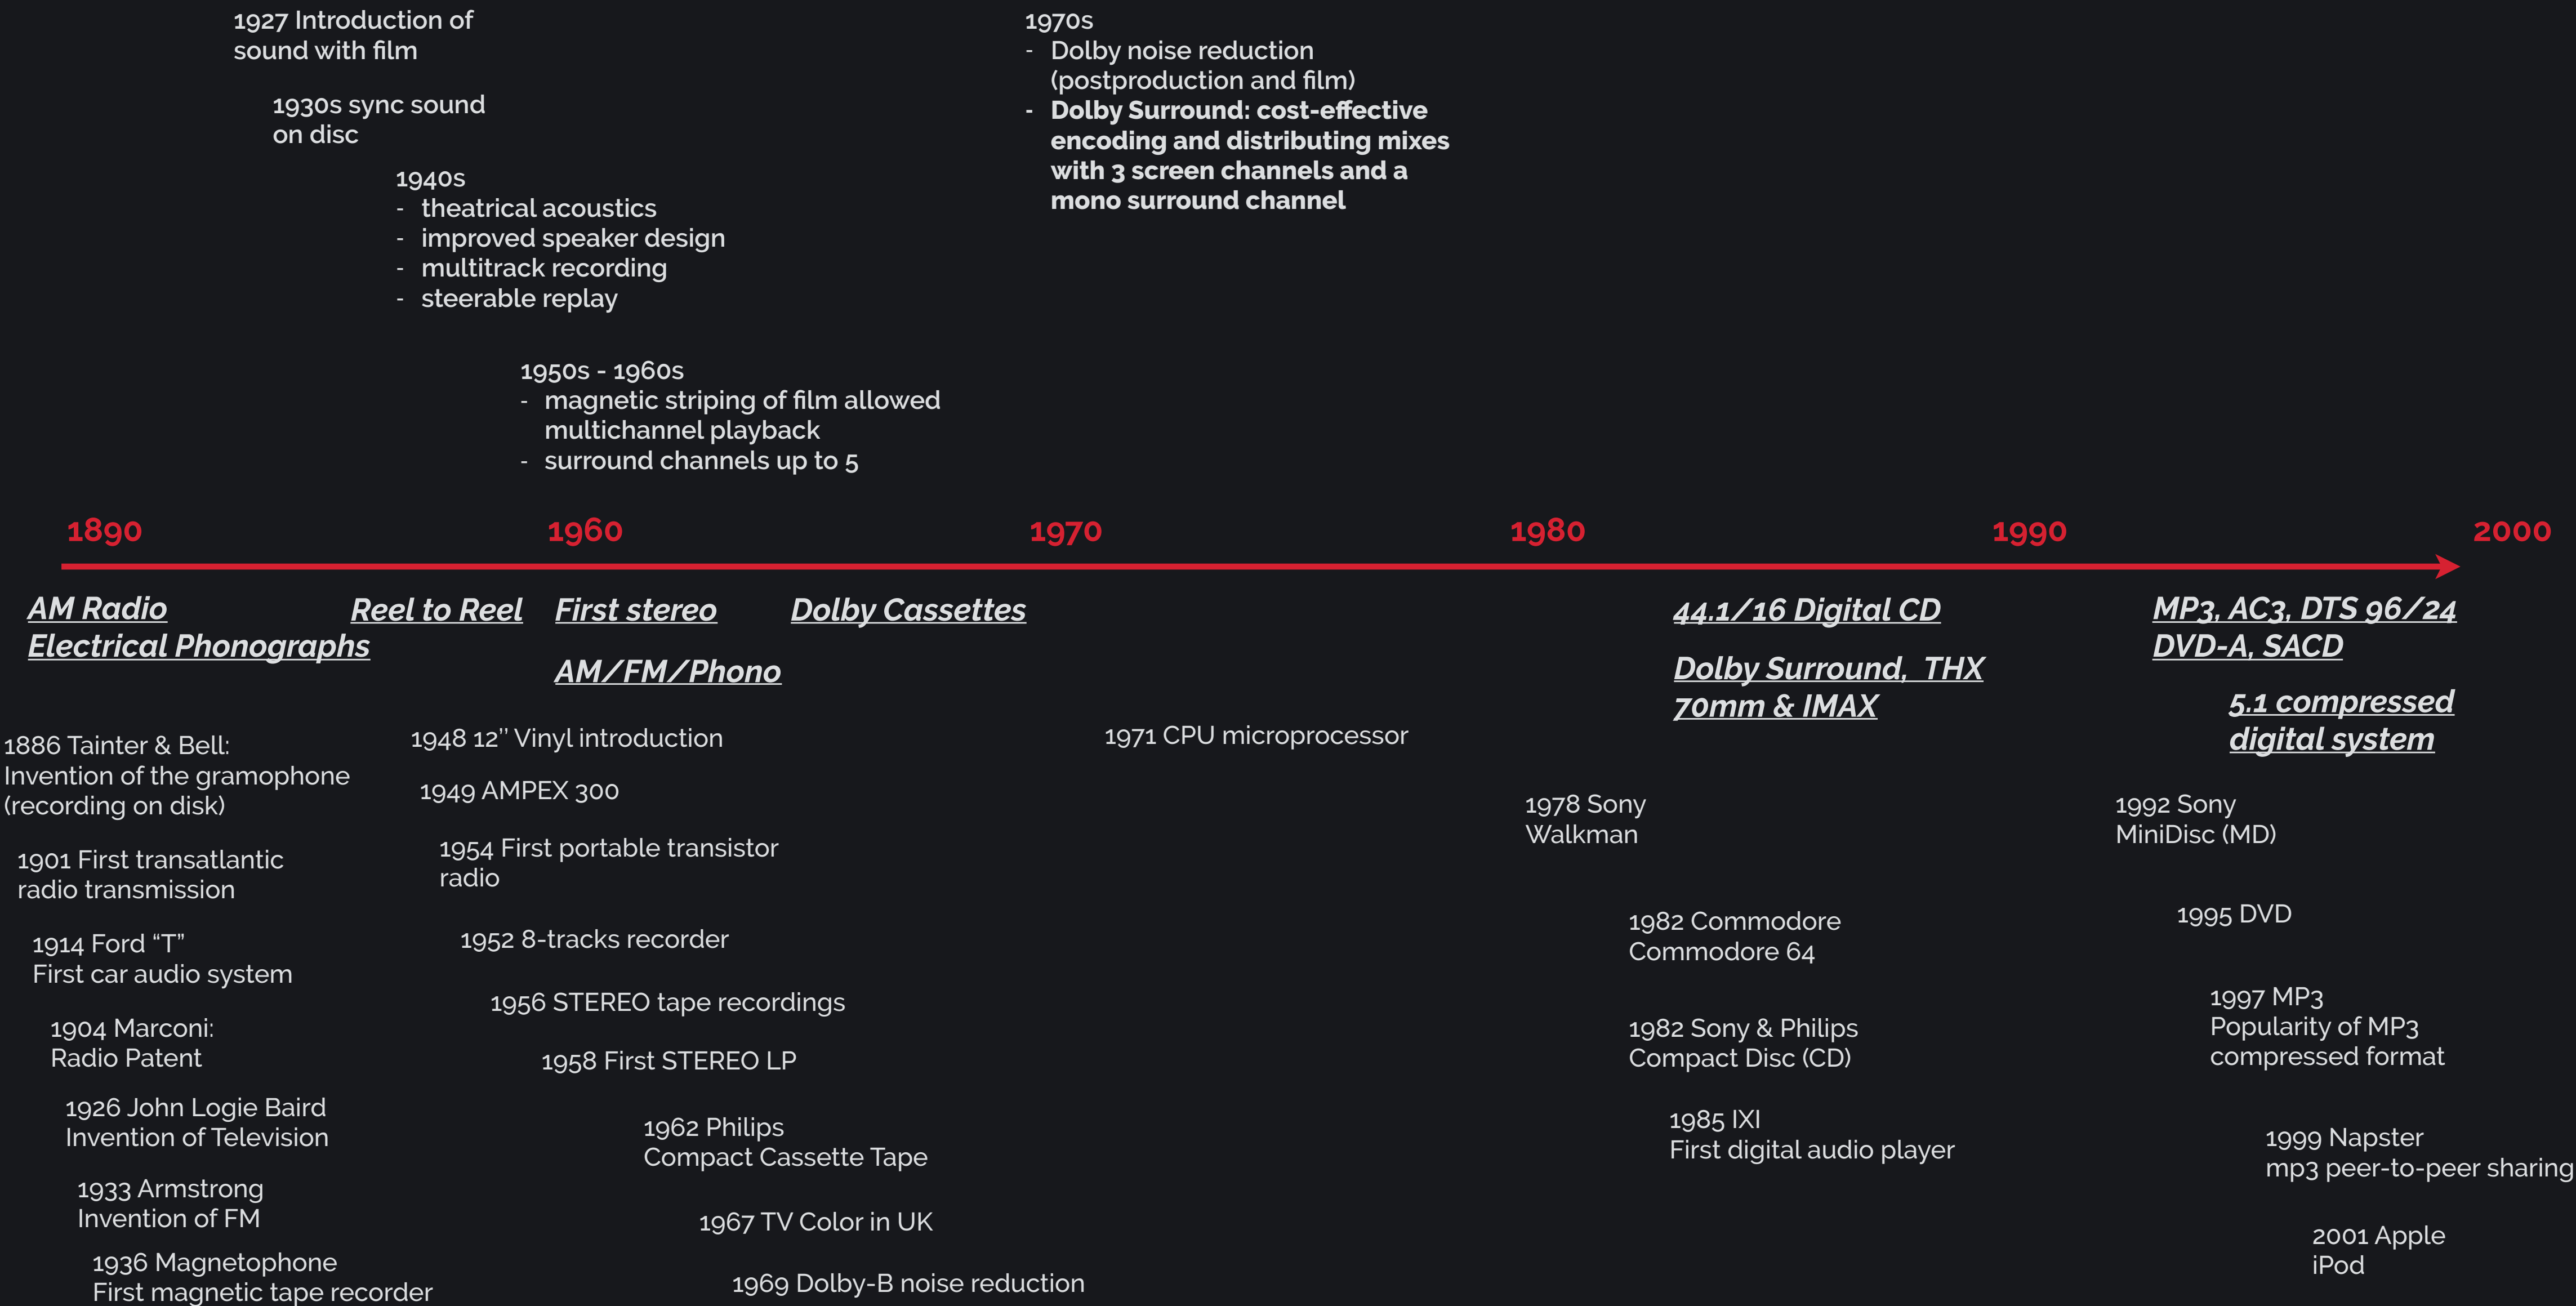 1927 Introduction of
sound with film
1930s sync sound
on disc
1940s
- theatrical acoustics
- improved speaker design
- multitrack recording
- steerable replay
1950s - 1960s
- magnetic striping of film allowed
multichannel playback
- surround channels up to 5
1970s
- Dolby noise reduction
(postproduction and film)
- Dolby Surround: cost-effective
encoding and distributing mixes
with 3 screen channels and a
mono surround channel
1890
1960
1970
1980
1990
2000
AM Radio
Electrical Phonographs
Reel to Reel
First stereo
AM/FM/Phono
Dolby Cassettes
44.1/16 Digital CD
Dolby Surround, THX
70mm & IMAX
MP3, AC3, DTS 96/24
DVD-A, SACD
5.1 compressed
digital system
1886 Tainter & Bell:
Invention of the gramophone
(recording on disk)
1901 First transatlantic
radio transmission
1914 Ford “T”
First car audio system
1904 Marconi:
Radio Patent
1926 John Logie Baird
Invention of Television
1933 Armstrong
Invention of FM
1936 Magnetophone
First magnetic tape recorder
1948 12’’ Vinyl introduction
1949 AMPEX 300
1954 First portable transistor
radio
1952 8-tracks recorder
1956 STEREO tape recordings
1958 First STEREO LP
1962 Philips
Compact Cassette Tape
1967 TV Color in UK
1969 Dolby-B noise reduction
1971 CPU microprocessor
1978 Sony
Walkman
1982 Commodore
Commodore 64
1982 Sony & Philips
Compact Disc (CD)
1985 IXI
First digital audio player
1992 Sony
MiniDisc (MD)
1995 DVD
1997 MP3
Popularity of MP3
compressed format
1999 Napster
mp3 peer-to-peer sharing
2001 Apple
iPod